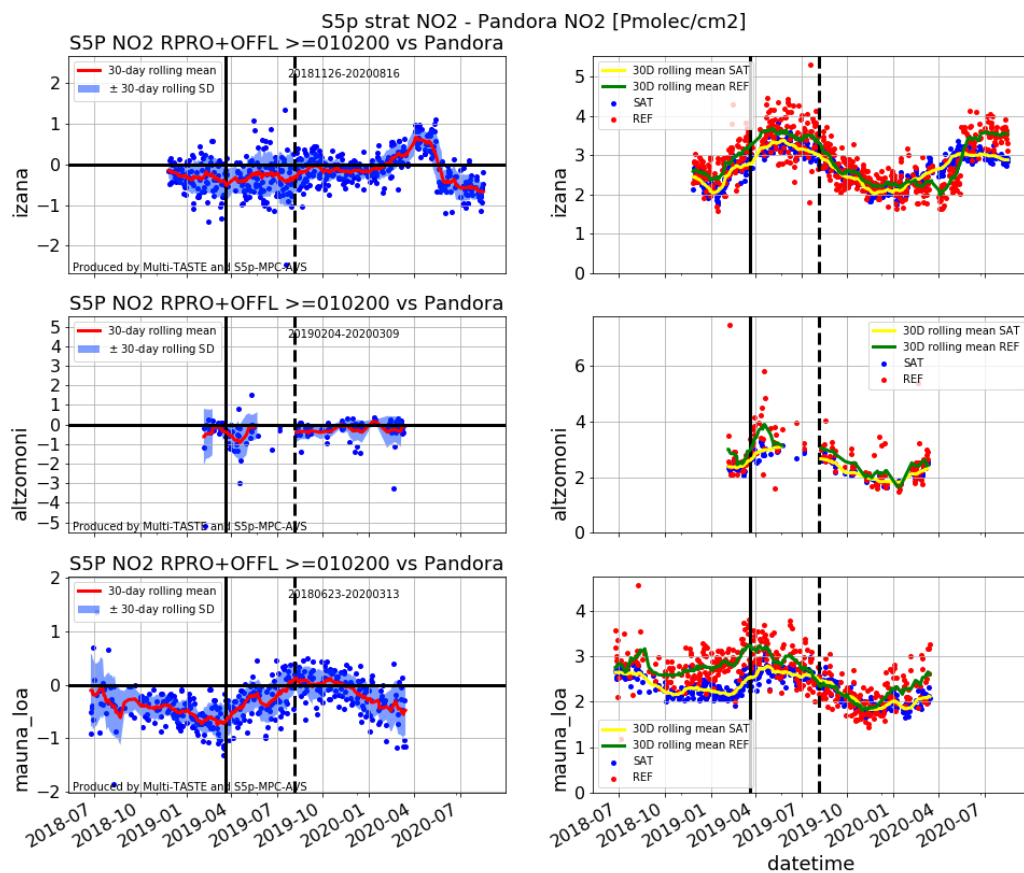 S5p strat NO2 - Pandora NO2 [Pmolec/cm2]
S5P NO2 RPRO+OFFL >=010200 vs Pandora
30-day rolling mean
± 30-day rolling SD
20181126-20200816
2
1
0
−1
−2
izana
Produced by Multi-TASTE and S5p-MPC-AVS
30D rolling mean SAT
30D rolling mean REF
SAT
REF
5
4
3
2
1
0
izana
S5P NO2 RPRO+OFFL >=010200 vs Pandora
30-day rolling mean
± 30-day rolling SD
20190204-20200309
5
4
3
2
1
0
−1
−2
−3
−4
−5
altzomoni
Produced by Multi-TASTE and S5p-MPC-AVS
30D rolling mean SAT
30D rolling mean REF
SAT
REF
6
4
2
0
altzomoni
S5P NO2 RPRO+OFFL >=010200 vs Pandora
30-day rolling mean
± 30-day rolling SD
20180623-20200313
2
1
0
−1
−2
mauna_loa
Produced by Multi-TASTE and S5p-MPC-AVS
2018-07
2018-10
2019-01
2019-04
2019-07
2019-10
2020-01
2020-04
2020-07
4
3
2
1
0
mauna_loa
30D rolling mean SAT
30D rolling mean REF
SAT
REF
2018-07
2018-10
2019-01
2019-04
2019-07
2019-10
2020-01
2020-04
2020-07
datetime